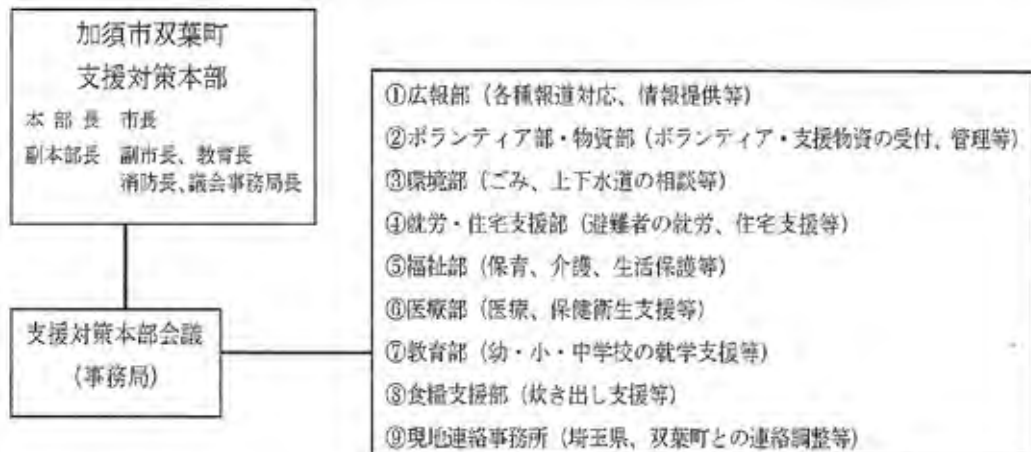 加須市双葉町
支援対策本部
本部長 市長
副本部長 副市長、教育長
消防長、議会事務局長
支援対策本部会議
(事務局)
①広報部(各種報道対応、情報提供等)
②ボランティア部・物資部(ボランティア・支援物資の受付、管理等)
③環境部(ごみ、上下水道の相談等)
④就労・住宅支援部(避難者の就労、住宅支援等)
⑤福祉部(保育、介護、生活保護等)
⑥医療部(医療、保健衛生支援等)
⑦教育部(幼・小・中学校の就学支援等)
⑧食糧支援部(炊き出し支援等)
⑨現地連絡事務所(埼玉県、双葉町との連絡調整等)